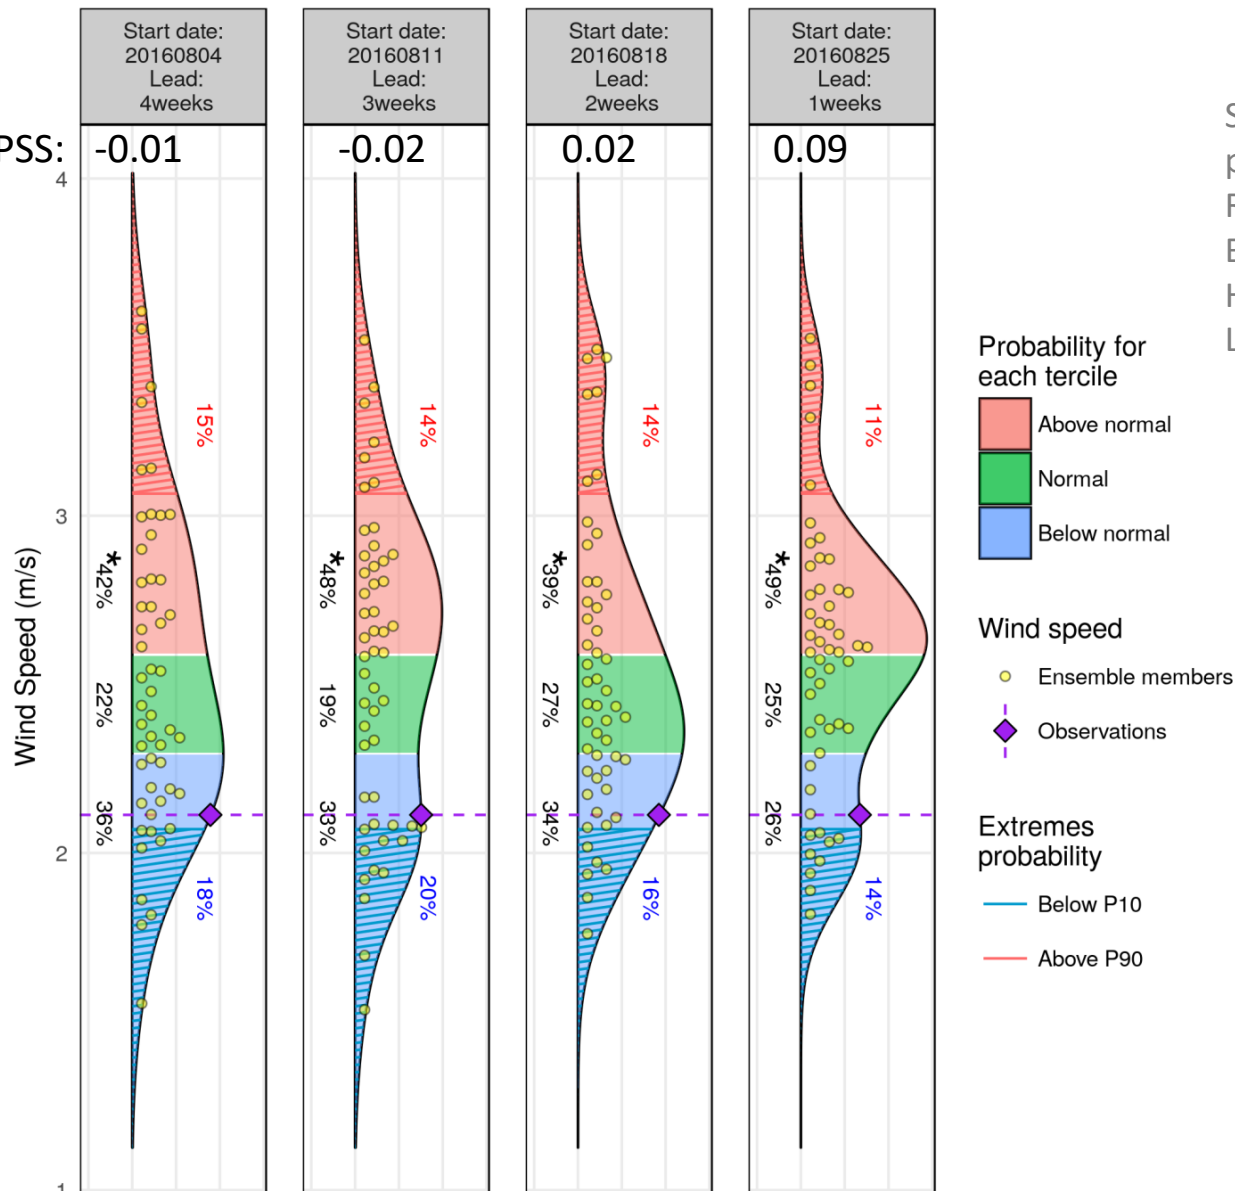 Start date:
20160804
Lead:
4weeks
Start date:
20160811
Lead:
3weeks
Start date:
20160818
Lead:
2weeks
Start date:
20160825
Lead:
1weeks
PSS: -0.01 -0.02 0.02 0.09
4
3
2
1
Wind Speed (m/s)
15%
*42%
22%
36%
18%
14%
*48%
19%
33%
20%
14%
*39%
27%
34%
16%
11%
*49%
25%
14%
Probability for
each tercile
Above normal
Normal
Below normal
Wind speed
Ensemble members
Observations
Extremes
probability
Below P10
Above P90